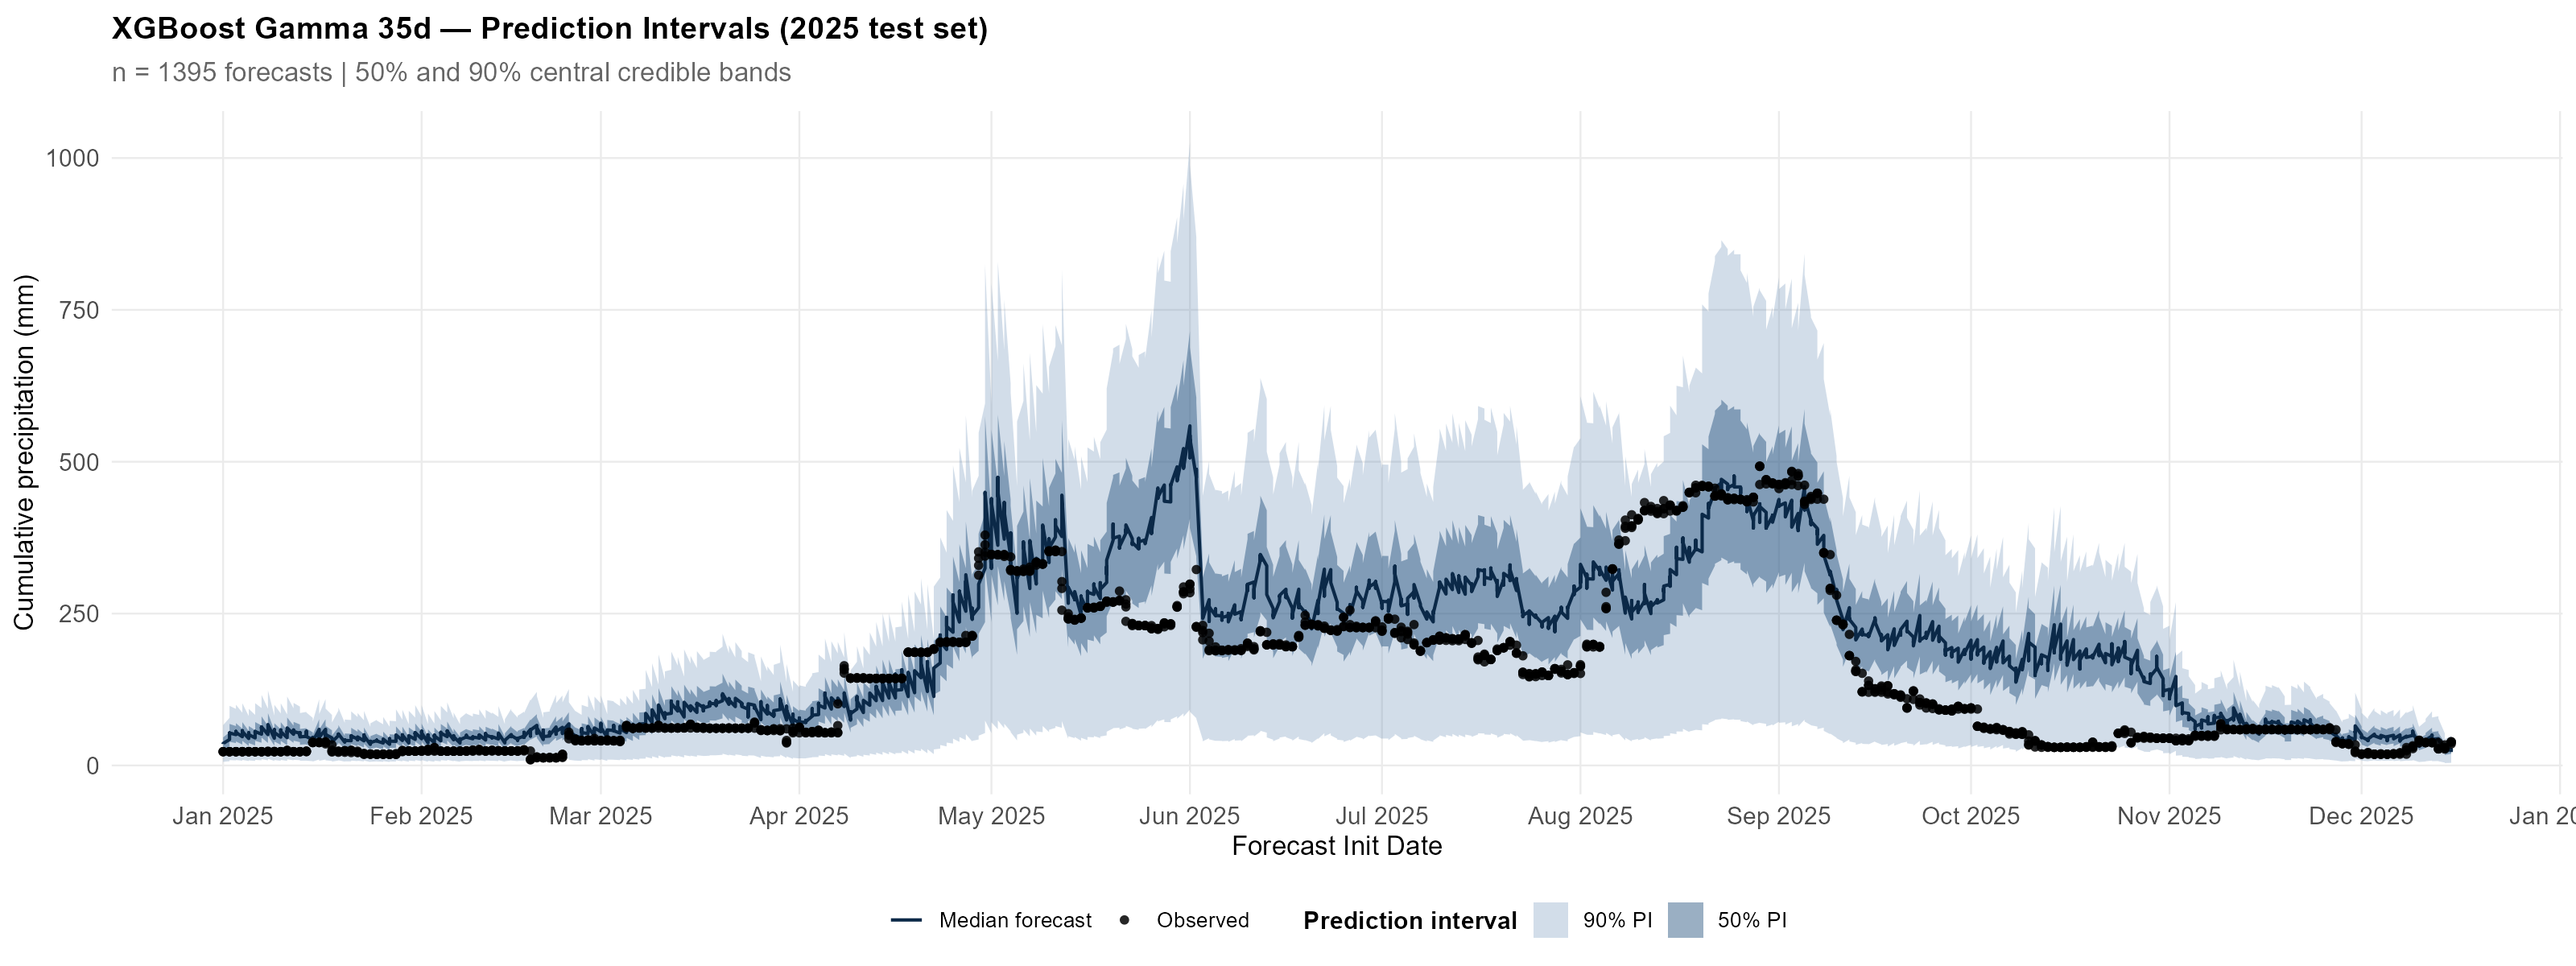 XGBoost Gamma 35d — Prediction Intervals (2025 test set)
n = 1395 forecasts | 50% and 90% central credible bands
Cumulative precipitation (mm)
1000
750
500
250
0
Jan 2025 Feb 2025 Mar 2025 Apr 2025 May 2025 Jun 2025 Jul 2025 Aug 2025 Sep 2025 Oct 2025 Nov 2025 Dec 2025 Jan
Forecast Init Date
Median forecast Observed Prediction interval 90% PI 50% PI